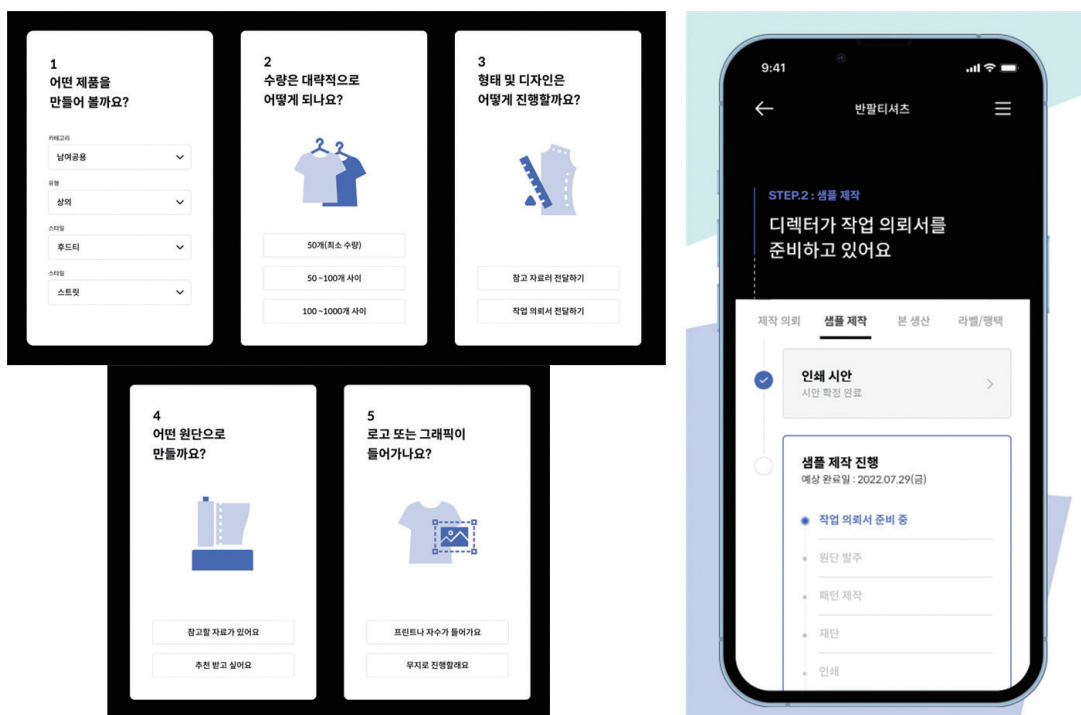 1
어떤 제품을
만들어 볼까요?
카테고리
남여공용
유형
상의
스타일
후드티
스타일
스트릿
2
수량은 대략적으로
어떻게 되나요?
50개(최소 수량)
50 ~100개 사이
100 ~1000개 사이
3
형태 및 디자인은
어떻게 진행할까요?
참고 자료러 전달하기
작업 의뢰서 전달하기
4
어떤 원단으로
만들까요?
참고할 자료가 있어요
추천 받고 싶어요
5
로고 또는 그래픽이
들어가나요?
프린트나 자수가 들어가요
무지로 진행할래요
9:41
반팔티셔츠
STEP.2 : 샘플 제작
디렉터가 작업 의뢰서를
준비하고 있어요
제작 의뢰 샘플 제작 본 생산 라벨/행택
인쇄 시안
시안 확정 완료
샘플 제작 진행
예상 완료일 : 2022.07.29(금)
작업 의뢰서 준비 중
원단 발주
패턴 제작
재단
인쇄